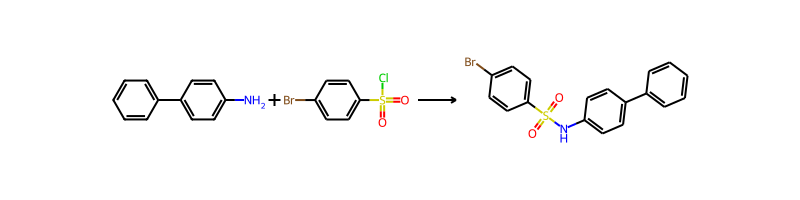 NH₂ + Br Cl S O O Br O S O N H